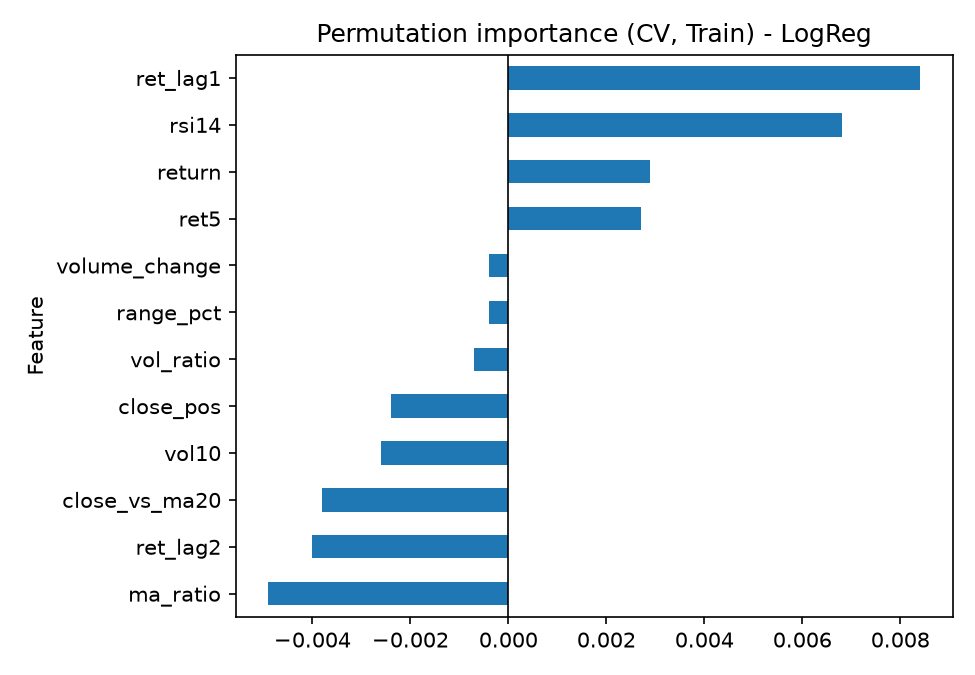 Permutation importance (CV, Train) - LogReg
Feature
ret_lag1
rsi14
return
ret5
volume_change
range_pct
vol_ratio
close_pos
vol10
close_vs_ma20
ret_lag2
ma_ratio
−0.004 −0.002 0.000 0.002 0.004 0.006 0.008